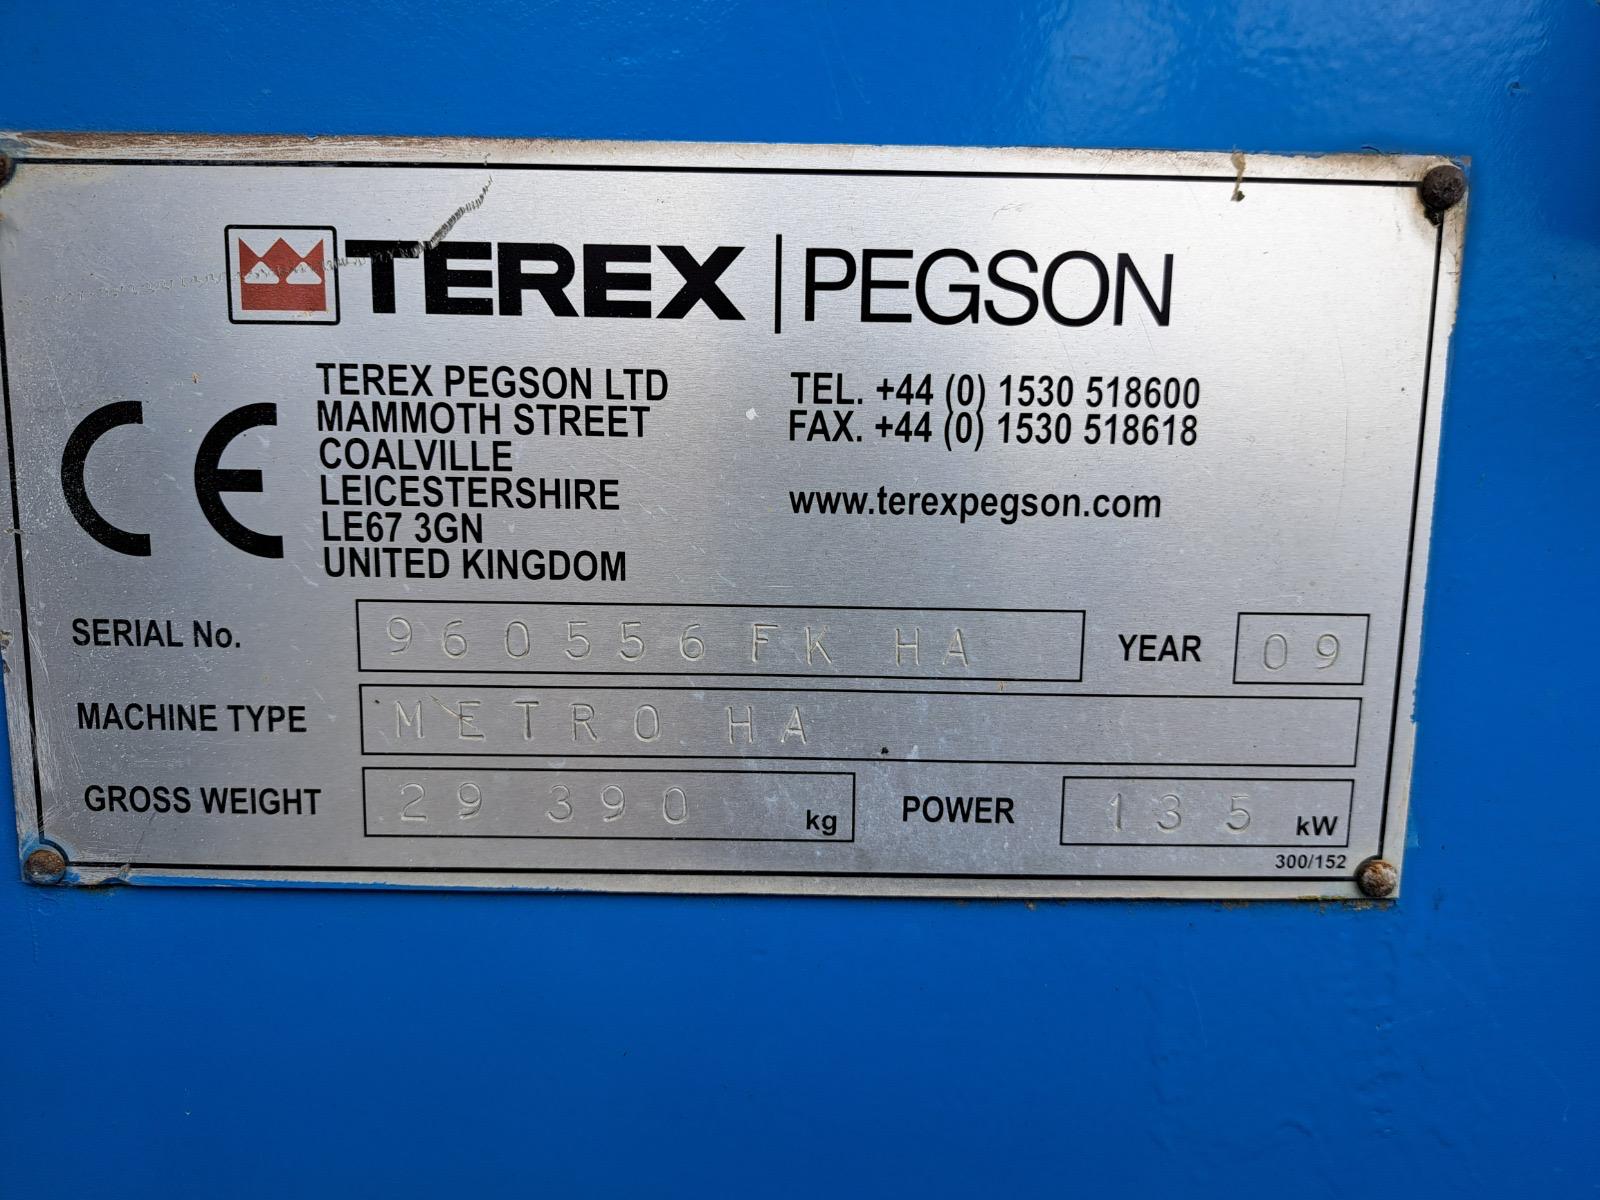 TEREX | PEGSON
TEREX PEGSON LTD
MAMMOTH STREET
COALVILLE
LEICESTERSHIRE
LE67 3GN
UNITED KINGDOM
TEL. +44 (0) 1530 518600
FAX. +44 (0) 1530 518618
www.terexpegson.com
CE
SERIAL No. 960556FK HA YEAR 09
MACHINE TYPE METRO HA
GROSS WEIGHT 29 390 kg POWER 135 kW
300/152